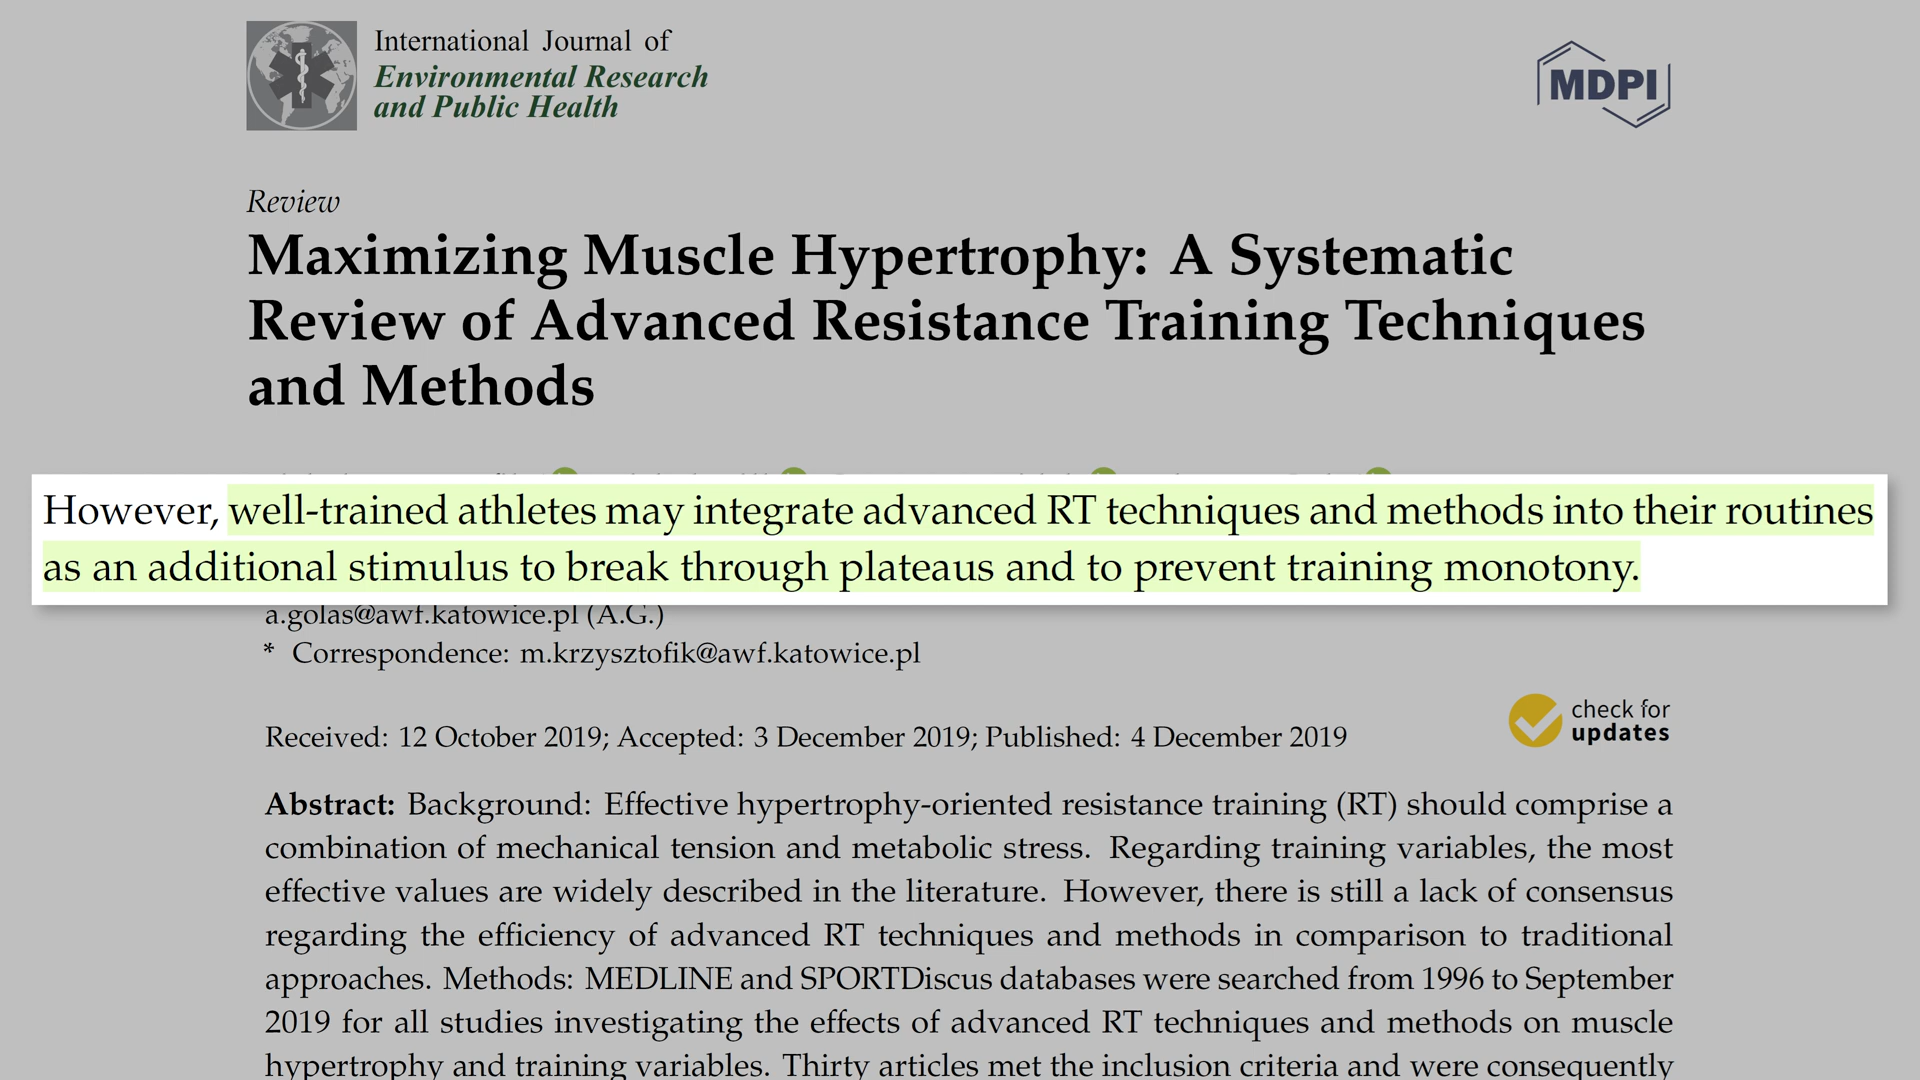 International Journal of
Environmental Research
and Public Health
MDPI
Review
Maximizing Muscle Hypertrophy: A Systematic
Review of Advanced Resistance Training Techniques
and Methods
However, well-trained athletes may integrate advanced RT techniques and methods into their routines
as an additional stimulus to break through plateaus and to prevent training monotony.
a.golas@awf.katowice.pl (A.G.)
* Correspondence: m.krzysztofik@awf.katowice.pl
check for
updates
Received: 12 October 2019; Accepted: 3 December 2019; Published: 4 December 2019
Abstract: Background: Effective hypertrophy-oriented resistance training (RT) should comprise a
combination of mechanical tension and metabolic stress. Regarding training variables, the most
effective values are widely described in the literature. However, there is still a lack of consensus
regarding the efficiency of advanced RT techniques and methods in comparison to traditional
approaches. Methods: MEDLINE and SPORTDiscus databases were searched from 1996 to September
2019 for all studies investigating the effects of advanced RT techniques and methods on muscle
hypertrophy and training variables. Thirty articles met the inclusion criteria and were consequently